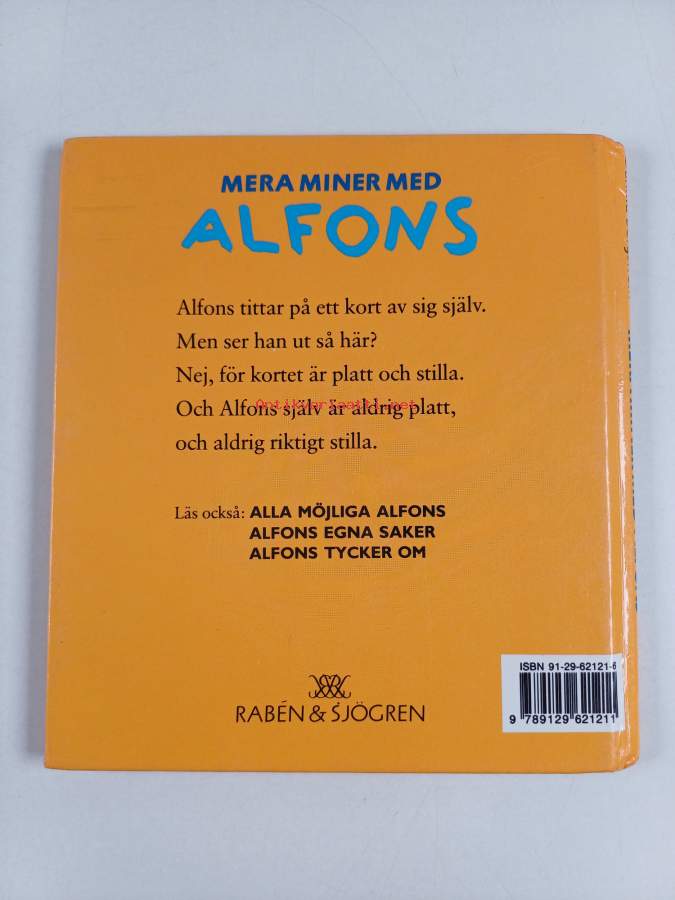 MERA MINER MED
ALFONS
Alfons tittar på ett kort av sig själv.
Men ser han ut så här?
Nej, för kortet är platt och stilla.
Och Alfons själv är aldrig platt,
och aldrig riktigt stilla.
Antikvariaatti.net
Läs också: ALLA MÖJLIGA ALFONS
ALFONS EGNA SAKER
ALFONS TYCKER OM
ISBN 91-29-62121-6
9 789129 621211
RABÉN & SJÖGREN